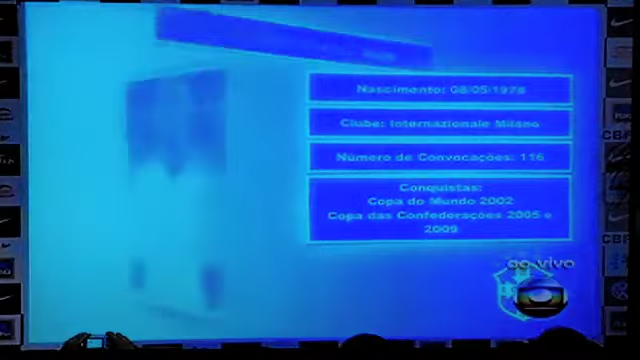 Nascimento: 08/05/1978
Clube: Internazionale Milano
Número de Convocações: 116
Conquistas:
Copa do Mundo 2002
Copa das Confederações 2005 e
2009
ao vivo
CBF